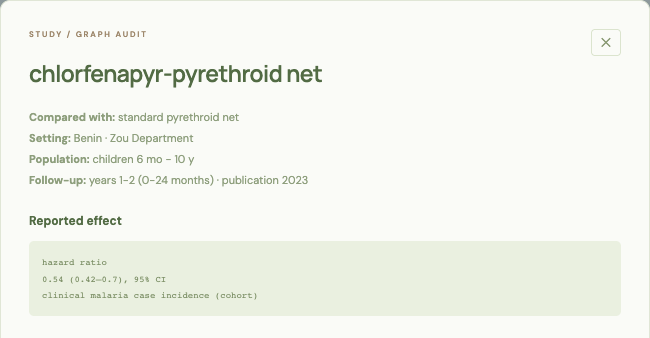 STUDY / GRAPH AUDIT
chlorfenapyr-pyrethroid net
Compared with: standard pyrethroid net
Setting: Benin · Zou Department
Population: children 6 mo - 10 y
Follow-up: years 1-2 (0-24 months) · publication 2023
Reported effect
hazard ratio
0.54 (0.42–0.7), 95% CI
clinical malaria case incidence (cohort)